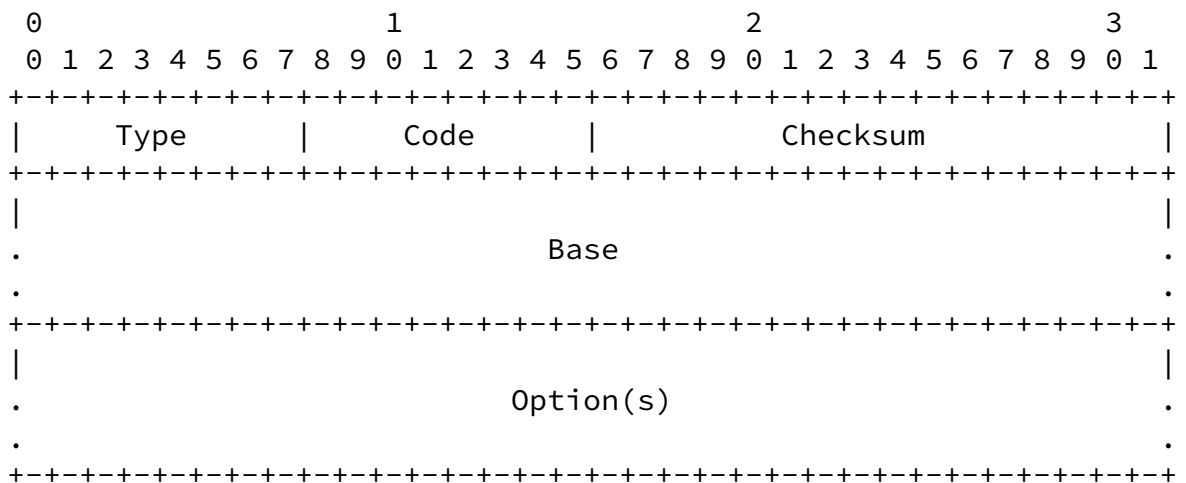 0                   1                   2                   3
 0 1 2 3 4 5 6 7 8 9 0 1 2 3 4 5 6 7 8 9 0 1 2 3 4 5 6 7 8 9 0 1
+-+-+-+-+-+-+-+-+-+-+-+-+-+-+-+-+-+-+-+-+-+-+-+-+-+-+-+-+-+-+-+-+
|     Type      |     Code      |          Checksum             |
+-+-+-+-+-+-+-+-+-+-+-+-+-+-+-+-+-+-+-+-+-+-+-+-+-+-+-+-+-+-+-+-+
|                                                               |
.                             Base                              .
.                                                               .
+-+-+-+-+-+-+-+-+-+-+-+-+-+-+-+-+-+-+-+-+-+-+-+-+-+-+-+-+-+-+-+-+
|                                                               |
.                           Option(s)                           .
.                                                               .
+-+-+-+-+-+-+-+-+-+-+-+-+-+-+-+-+-+-+-+-+-+-+-+-+-+-+-+-+-+-+-+-+